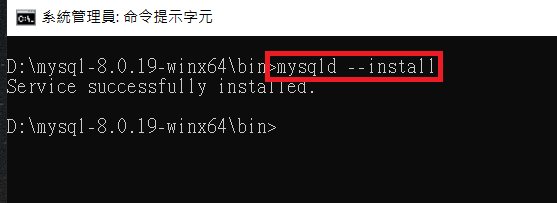 系統管理員: 命令提示字元
D:\mysql-8.0.19-winx64\bin>mysqld --install
Service successfully installed.
D:\mysql-8.0.19-winx64\bin>